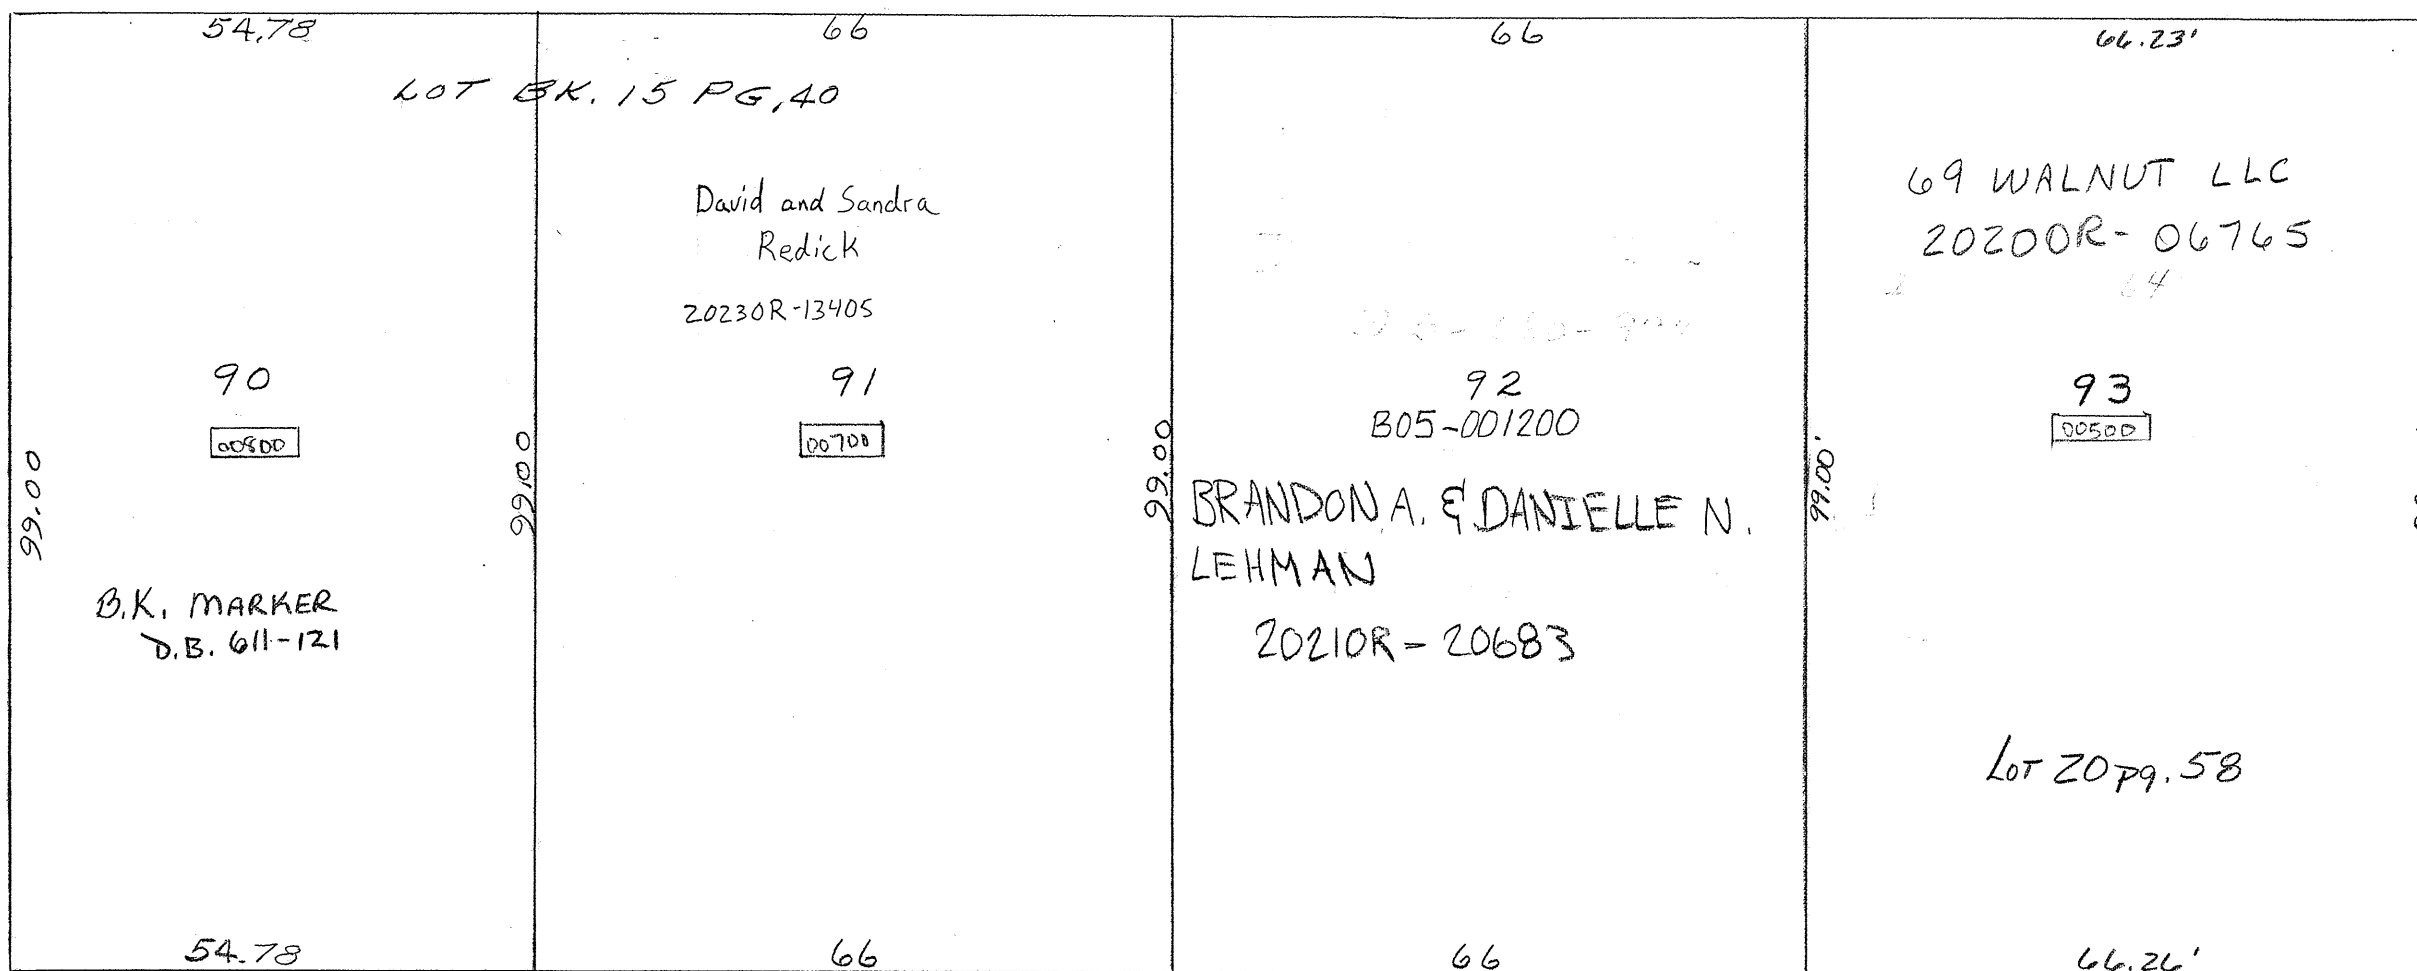 54.78
66
66
66.23'
LOT BK. 15 PG, 40
David and Sandra
Redick
20230R-13405
69 WALNUT LLC
20200R- 06765
64
90
00800
91
00700
92
B05-001200
93
00500
99.00
99.00
99.00
99.00'
BRANDON A. & DANIELLE N.
LEHMAN
20210R- 20683
B.K. MARKER
D.B. 611-121
LOT 20 pg. 58
54.78
66
66
66.26'